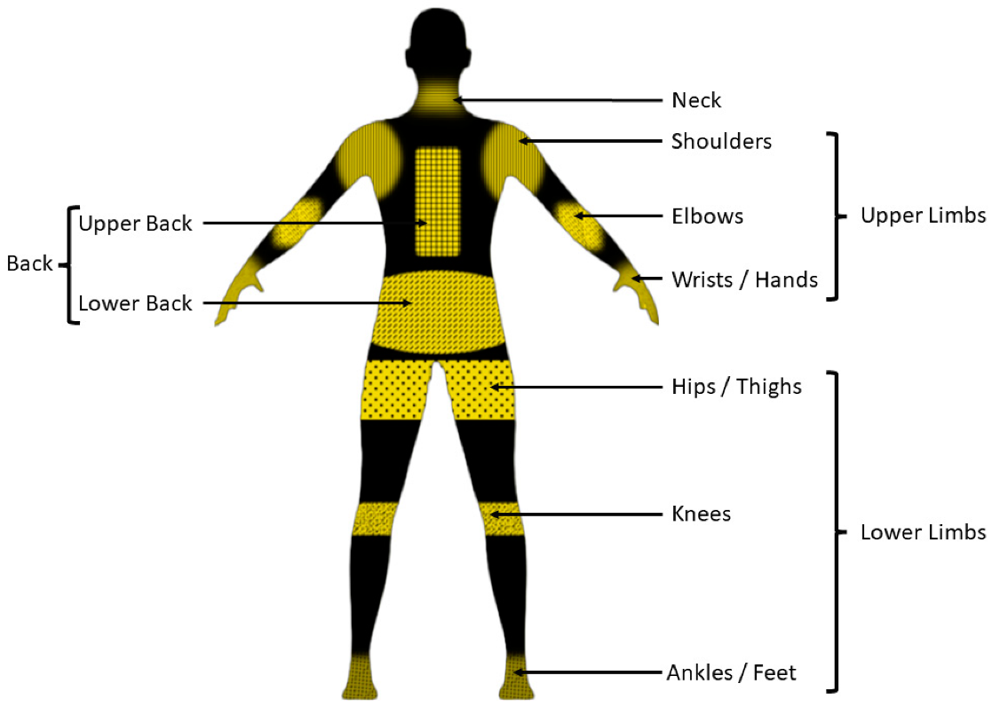 Neck
Shoulders
Elbows
Upper Limbs
Upper Back
Back
Wrists / Hands
Lower Back
Hips / Thighs
Knees
Lower Limbs
Ankles / Feet